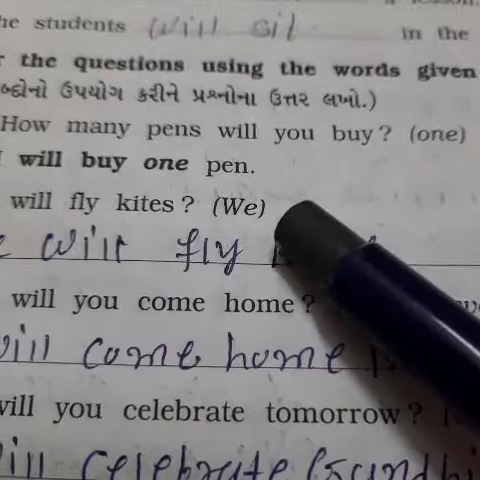 he students will sit in the
the questions using the words given
બ્દોનો ઉપયોગ કરીને પ્રશ્નોના ઉત્તર લખો.)
How many pens will you buy? (one)
will buy one pen.
will fly kites? (We)
will fly
will you come home?
will come home
will you celebrate tomorrow?
will celebrate